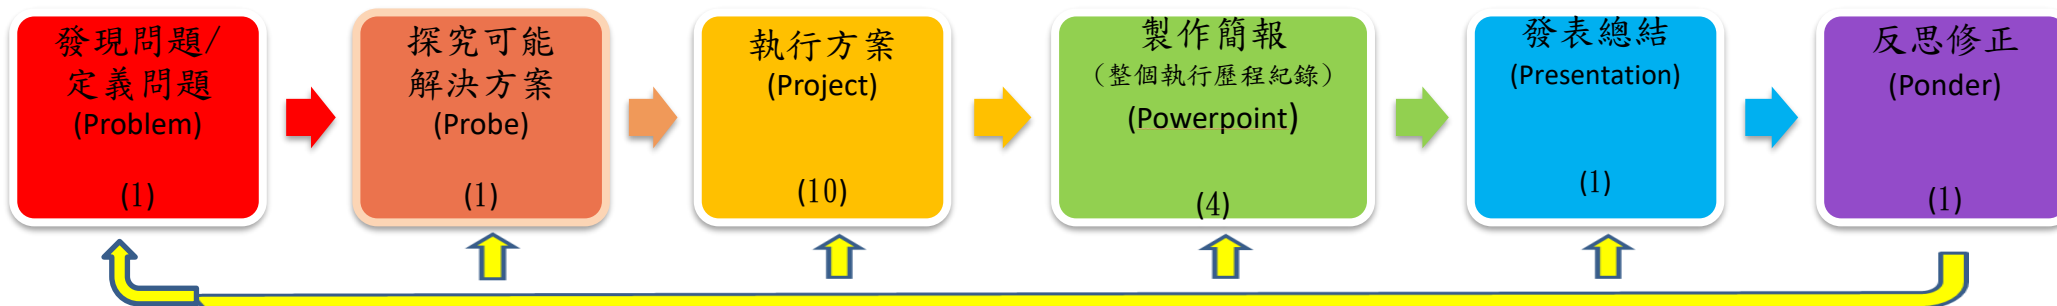 發現問題/
定義問題
(Problem)
(1)
探究可能
解決方案
(Probe)
(1)
執行方案
(Project)
(10)
製作簡報
（整個執行歷程紀錄）
(Powerpoint)
(4)
發表總結
(Presentation)
(1)
反思修正
(Ponder)
(1)